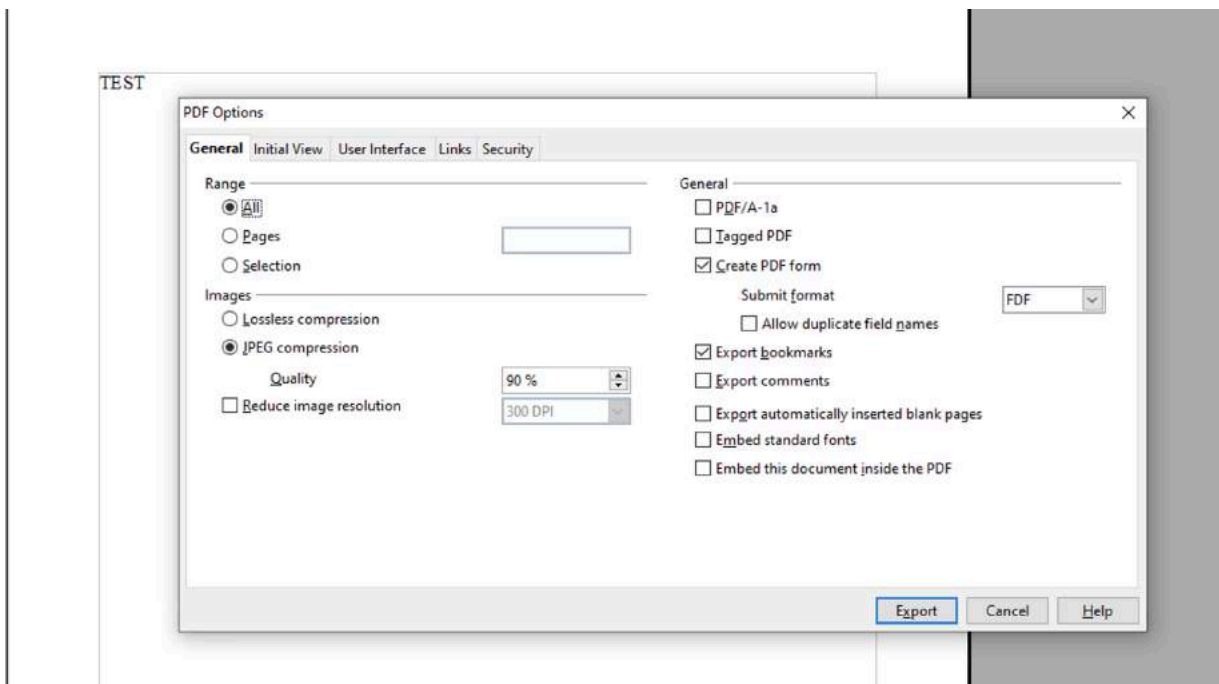 TEST
PDF Options
General Initial View User Interface Links Security
Range
All
Pages
Selection
Images
Lossless compression
JPEG compression
Quality 90 %
Reduce image resolution 300 DPI
General
PDF/A-1a
Tagged PDF
Create PDF form
Submit format FDF
Allow duplicate field names
Export bookmarks
Export comments
Export automatically inserted blank pages
Embed standard fonts
Embed this document inside the PDF
Export Cancel Help